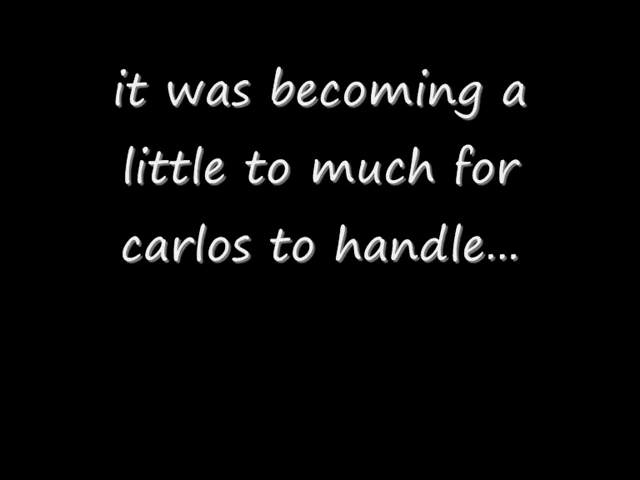 it was becoming a
little to much for
carlos to handle...